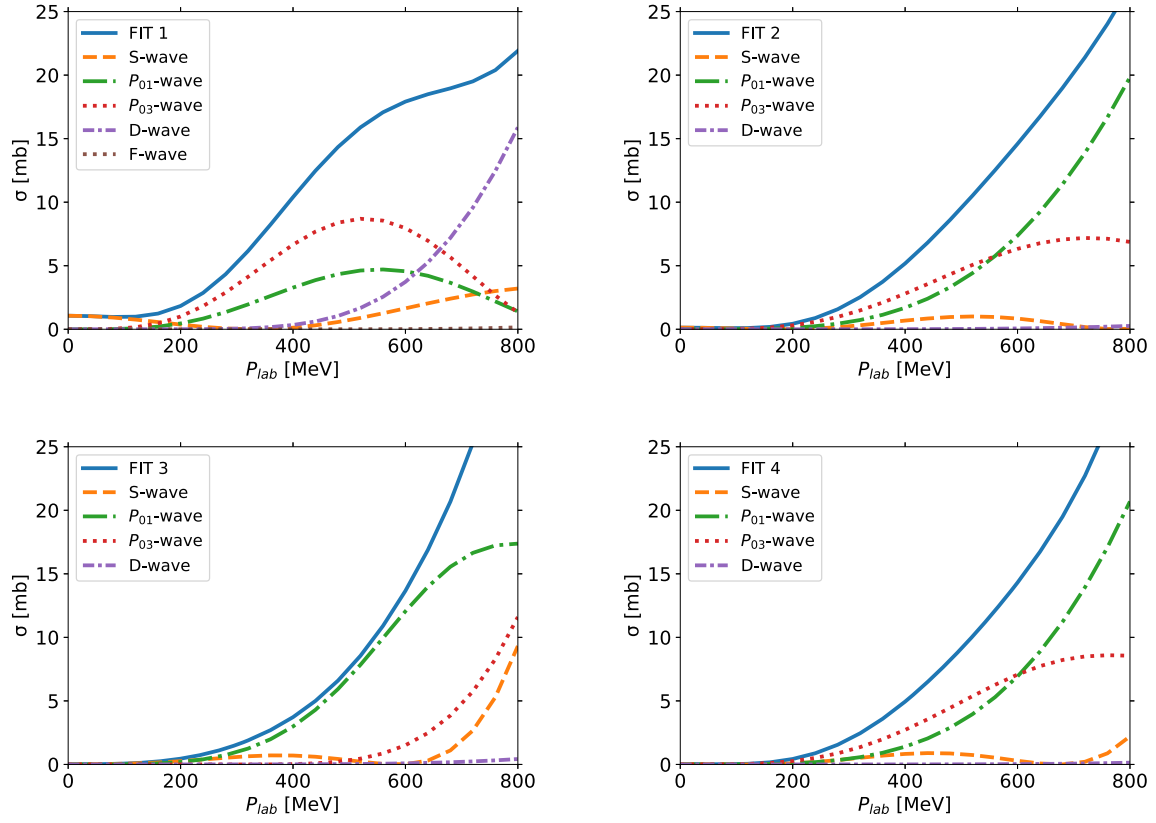 25
20
15
10
5
0
σ [mb]
FIT 1
S-wave
P01-wave
P03-wave
D-wave
F-wave
0 200 400 600 800
Plab [MeV]
25
20
15
10
5
0
σ [mb]
FIT 2
S-wave
P01-wave
P03-wave
D-wave
0 200 400 600 800
Plab [MeV]
25
20
15
10
5
0
σ [mb]
FIT 3
S-wave
P01-wave
P03-wave
D-wave
0 200 400 600 800
Plab [MeV]
25
20
15
10
5
0
σ [mb]
FIT 4
S-wave
P01-wave
P03-wave
D-wave
0 200 400 600 800
Plab [MeV]